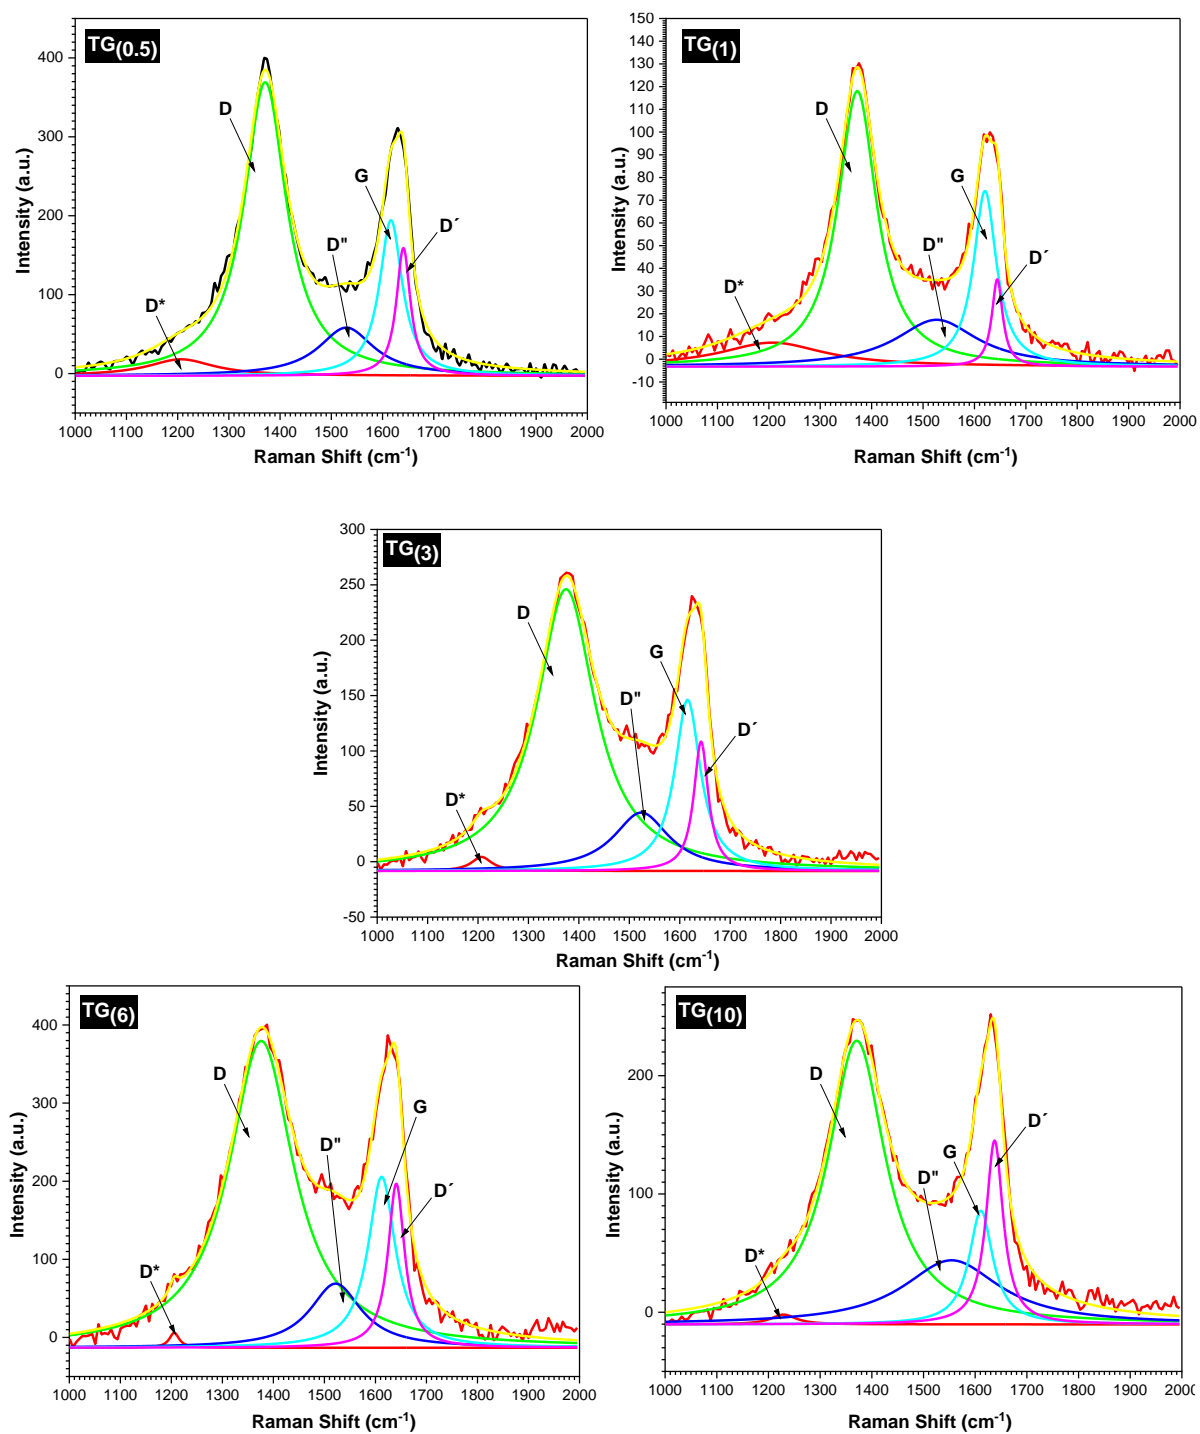 TG(0.5)
D
G
D´
D"
D*
400
300
200
100
0
Intensity (a.u.)
1000 1100 1200 1300 1400 1500 1600 1700 1800 1900 2000
Raman Shift (cm-1)
TG(1)
D
G
D"
D´
D*
150
140
130
120
110
100
90
80
70
60
50
40
30
20
10
0
-10
Intensity (a.u.)
1000 1100 1200 1300 1400 1500 1600 1700 1800 1900 2000
Raman Shift (cm-1)
TG(3)
D
G
D"
D´
D*
300
250
200
150
100
50
0
-50
Intensity (a.u.)
1000 1100 1200 1300 1400 1500 1600 1700 1800 1900 2000
Raman Shift (cm-1)
TG(6)
D
G
D"
D´
D*
400
300
200
100
0
Intensity (a.u.)
1000 1100 1200 1300 1400 1500 1600 1700 1800 1900 2000
Raman Shift (cm-1)
TG(10)
D
D´
G
D"
D*
200
100
0
Intensity (a.u.)
1000 1100 1200 1300 1400 1500 1600 1700 1800 1900 2000
Raman Shift (cm-1)